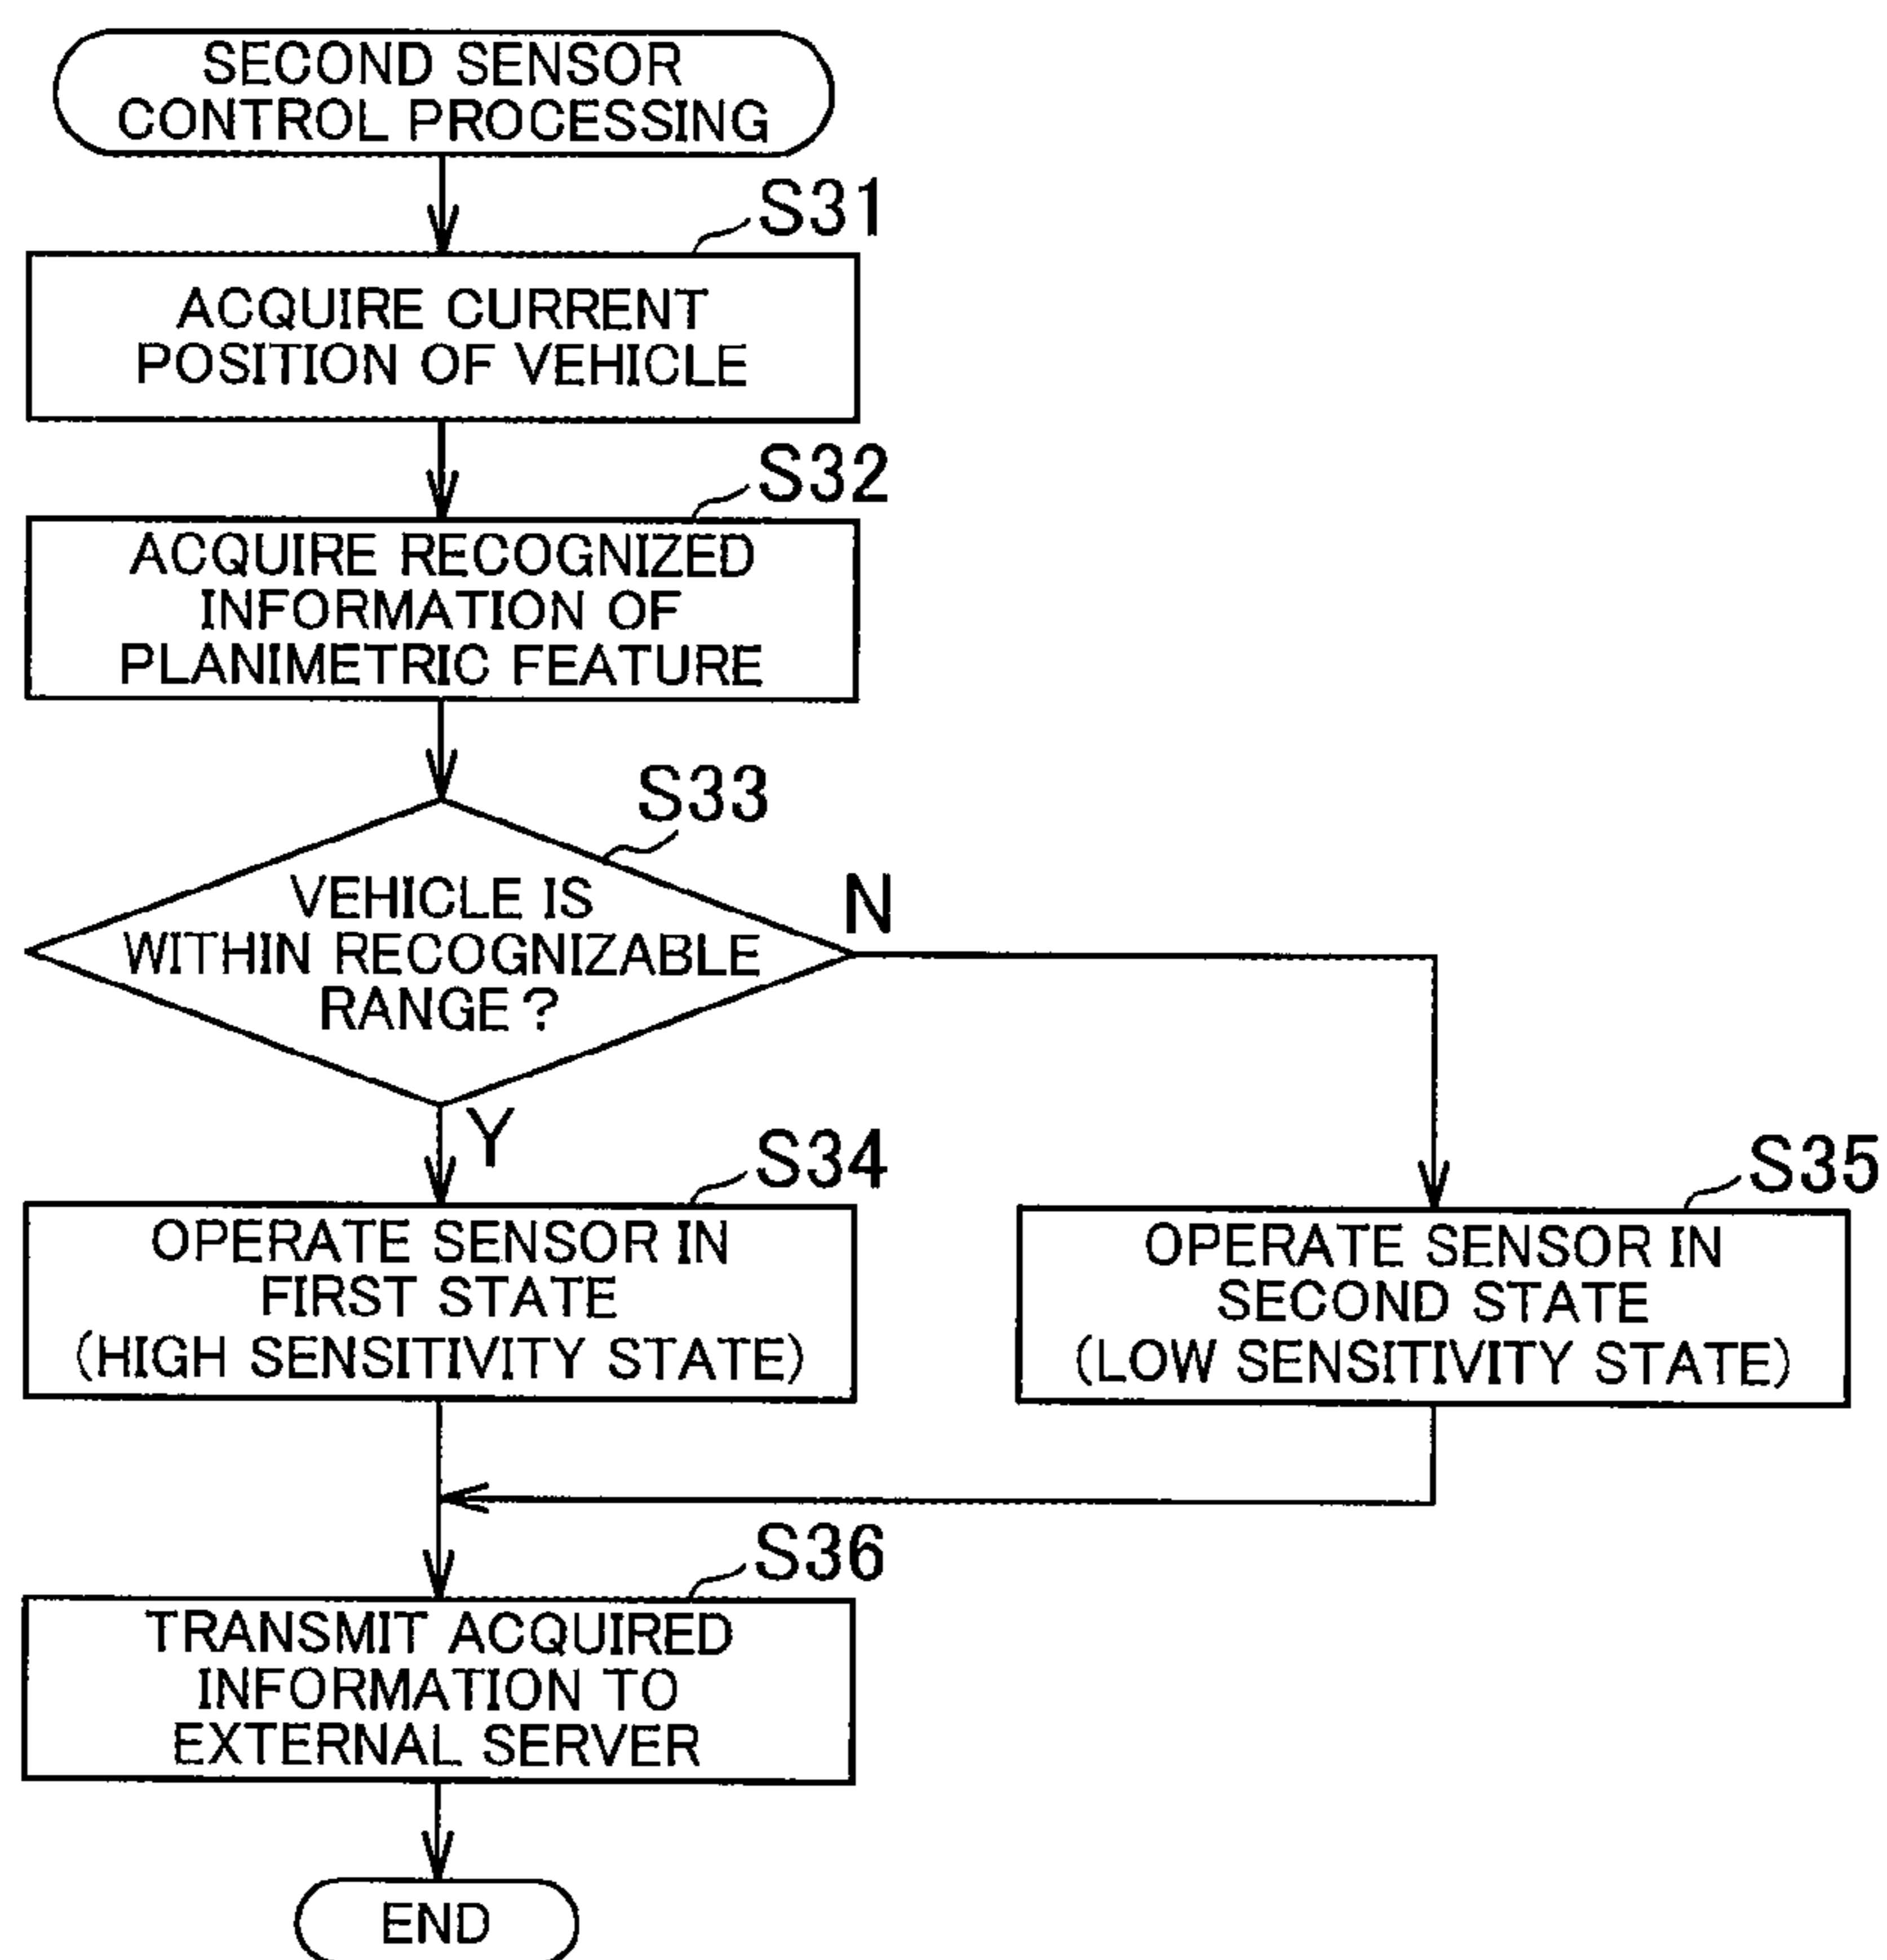 SECOND SENSOR
CONTROL PROCESSING
S31
ACQUIRE CURRENT
POSITION OF VEHICLE
S32
ACQUIRE RECOGNIZED
INFORMATION OF
PLANIMETRIC FEATURE
S33
VEHICLE IS
WITHIN RECOGNIZABLE
RANGE?
N
Y
S34
OPERATE SENSOR IN
FIRST STATE
(HIGH SENSITIVITY STATE)
S35
OPERATE SENSOR IN
SECOND STATE
(LOW SENSITIVITY STATE)
S36
TRANSMIT ACQUIRED
INFORMATION TO
EXTERNAL SERVER
END